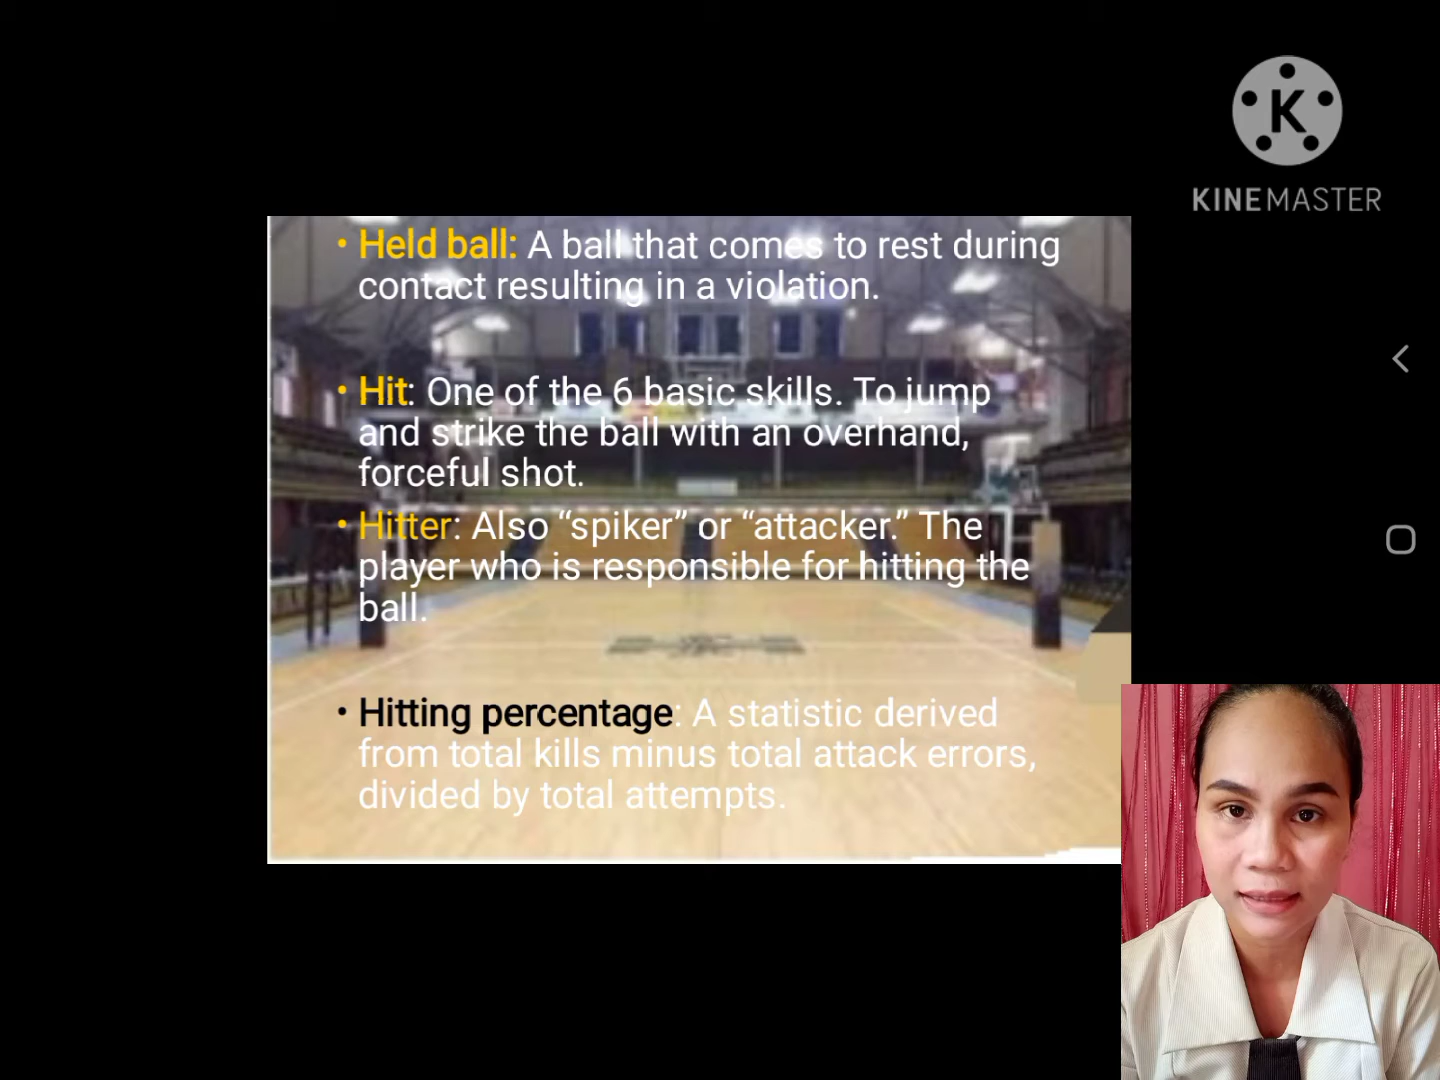 K
KINEMASTER
• Held ball: A ball that comes to rest during
contact resulting in a violation.
• Hit: One of the 6 basic skills. To jump
and strike the ball with an overhand,
forceful shot.
• Hitter: Also “spiker” or “attacker.” The
player who is responsible for hitting the
ball.
• Hitting percentage: A statistic derived
from total kills minus total attack errors,
divided by total attempts.